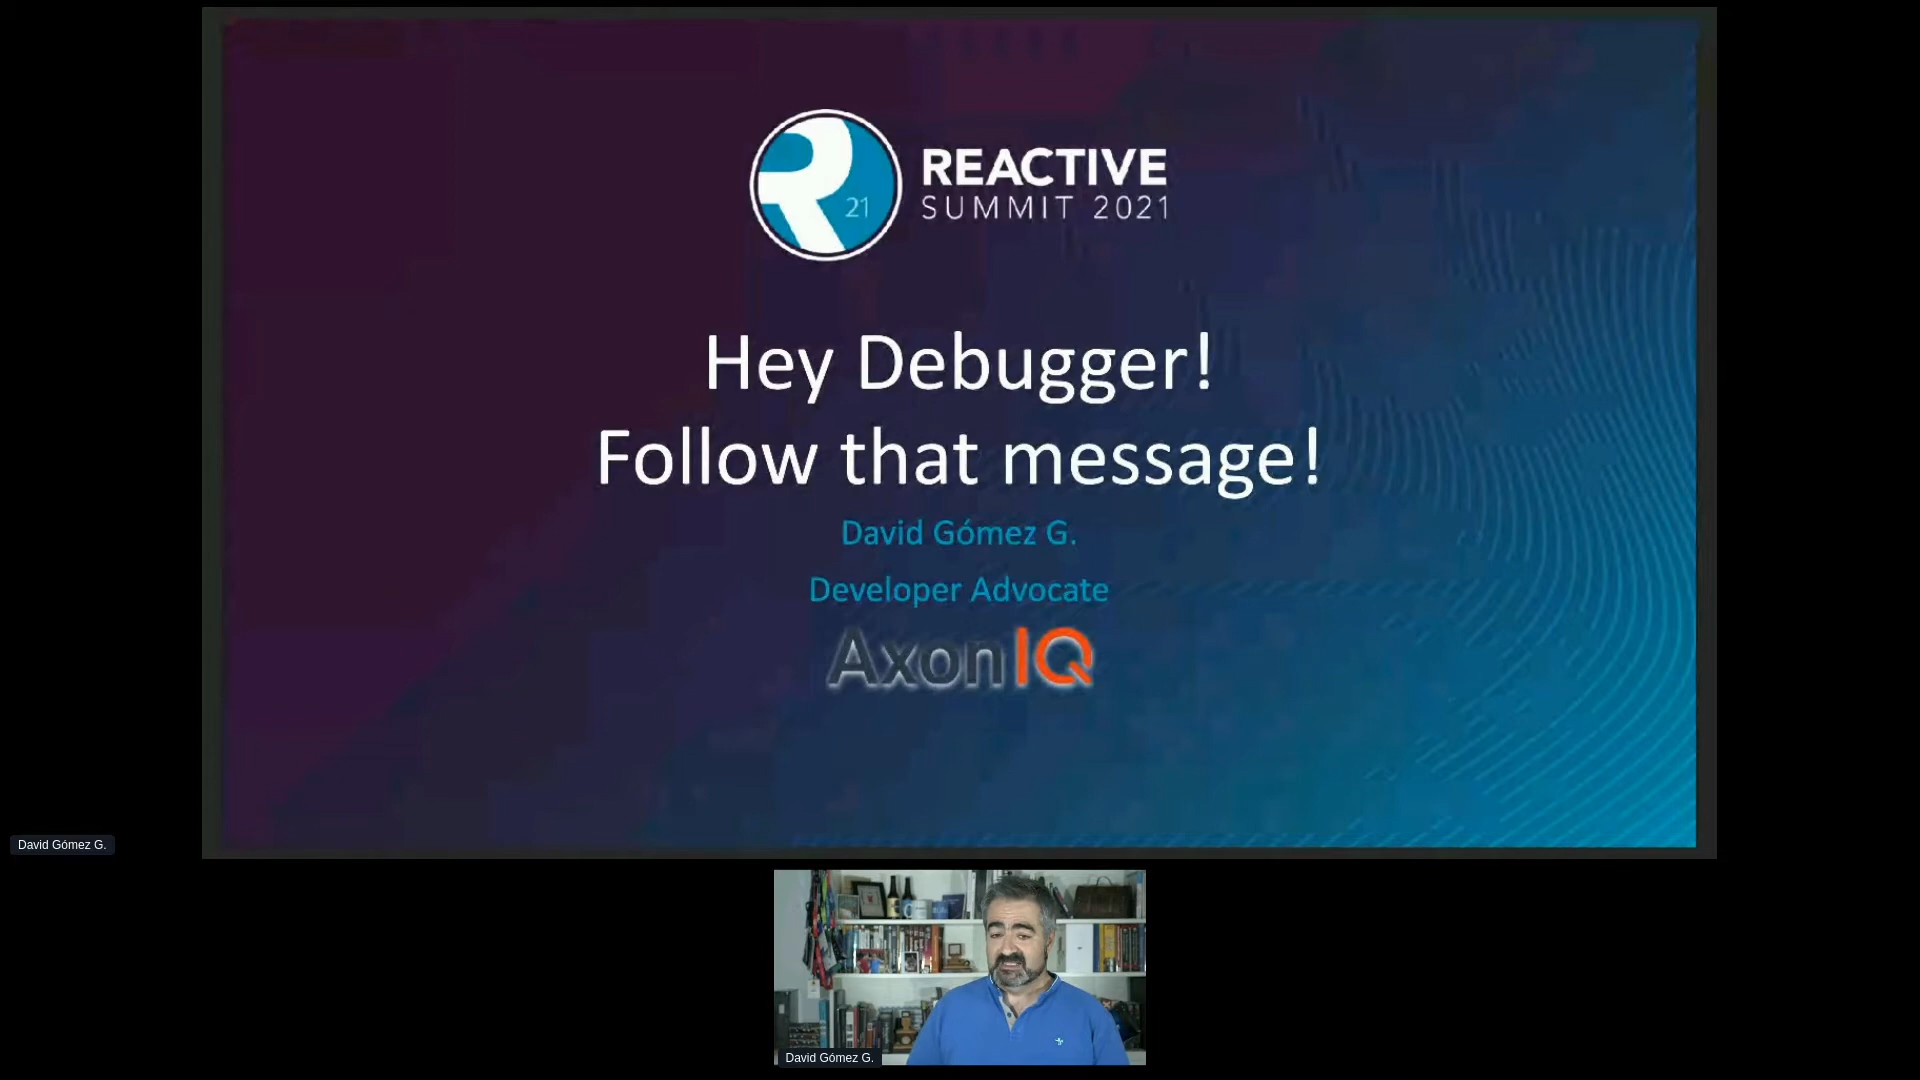 21
REACTIVE
SUMMIT 2021
Hey Debugger!
Follow that message!
David Gómez G.
Developer Advocate
AxonIQ
David Gómez G.
David Gómez G.